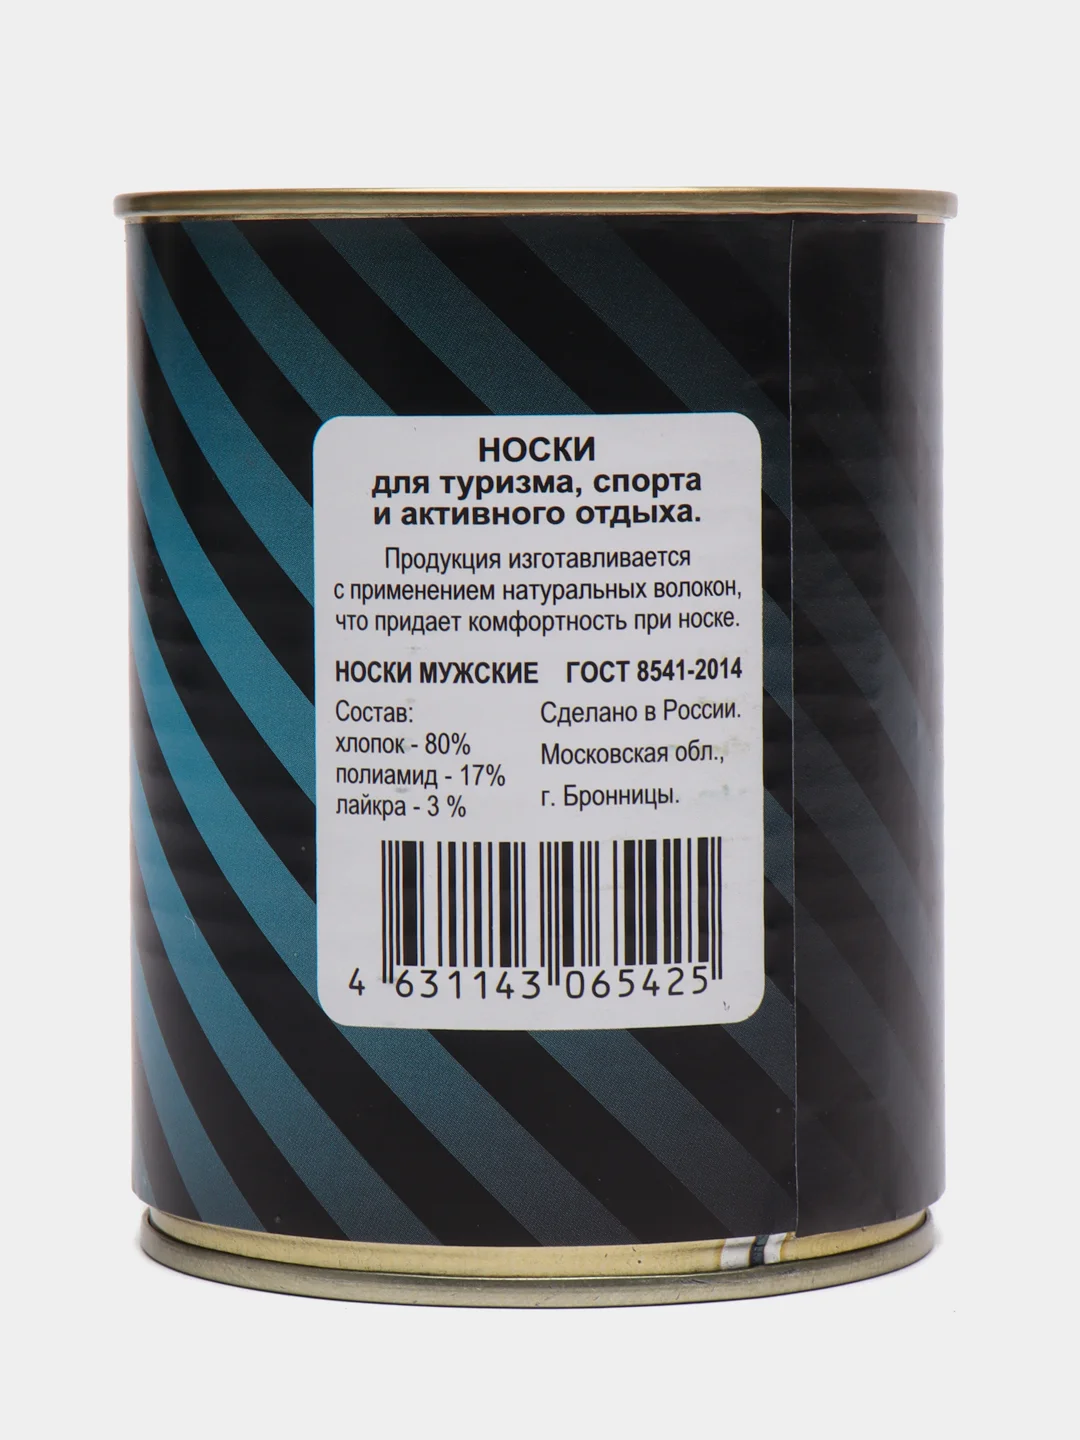 НОСКИ
для туризма, спорта
и активного отдыха.
Продукция изготавливается
с применением натуральных волокон,
что придает комфортность при носке.
НОСКИ МУЖСКИЕ ГОСТ 8541-2014
Состав:
хлопок - 80%
полиамид - 17%
лайкра - 3 %
Сделано в России.
Московская обл.,
г. Бронницы.
4 631143 065425